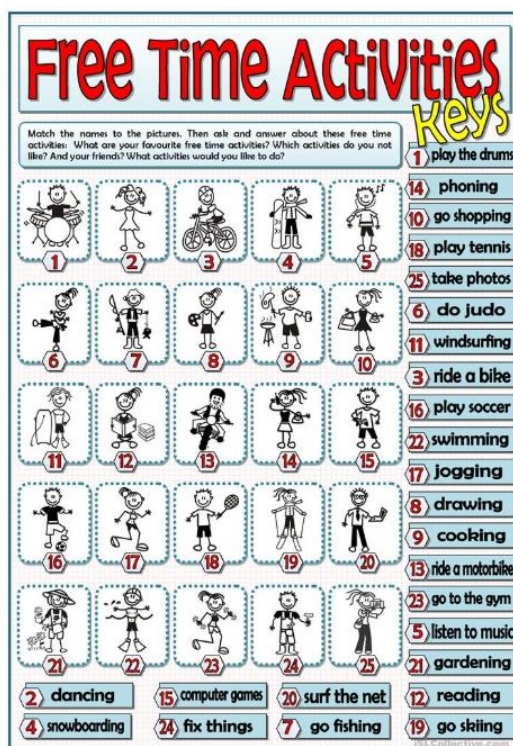 Free Time Activities
Keys
Match the names to the pictures. Then ask and answer about these free time
activities: What are your favourite free time activities? Which activities do you not
like? And your friends? What activities would you like to do?
1 play the drums
14 phoning
10 go shopping
18 play tennis
25 take photos
6 do judo
11 windsurfing
3 ride a bike
16 play soccer
22 swimming
17 jogging
8 drawing
9 cooking
13 ride a motorbike
23 go to the gym
5 listen to music
21 gardening
12 reading
19 go skiing
1 2 3 4 5
6 7 8 9 10
11 12 13 14 15
16 17 18 19 20
21 22 23 24 25
2 dancing 15 computer games 20 surf the net
4 snowboarding 24 fix things 7 go fishing
iSLCollective.com